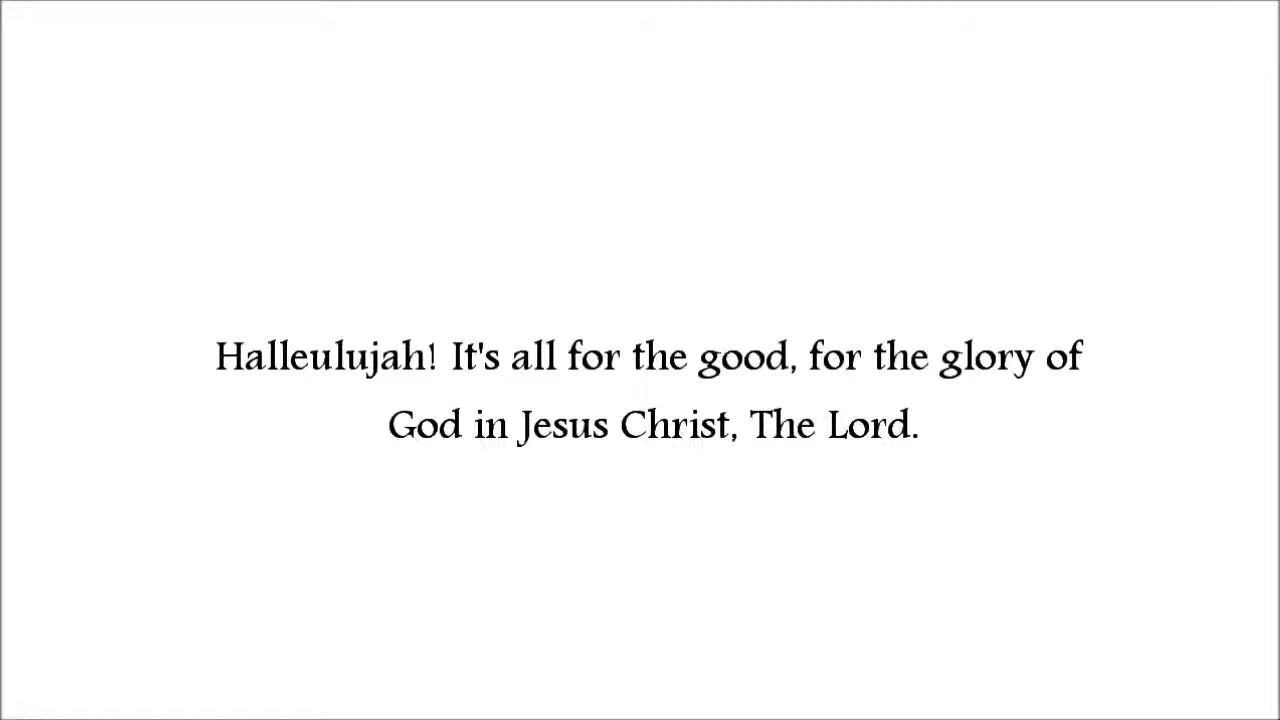 Halleulujah! It's all for the good, for the glory of
God in Jesus Christ, The Lord.